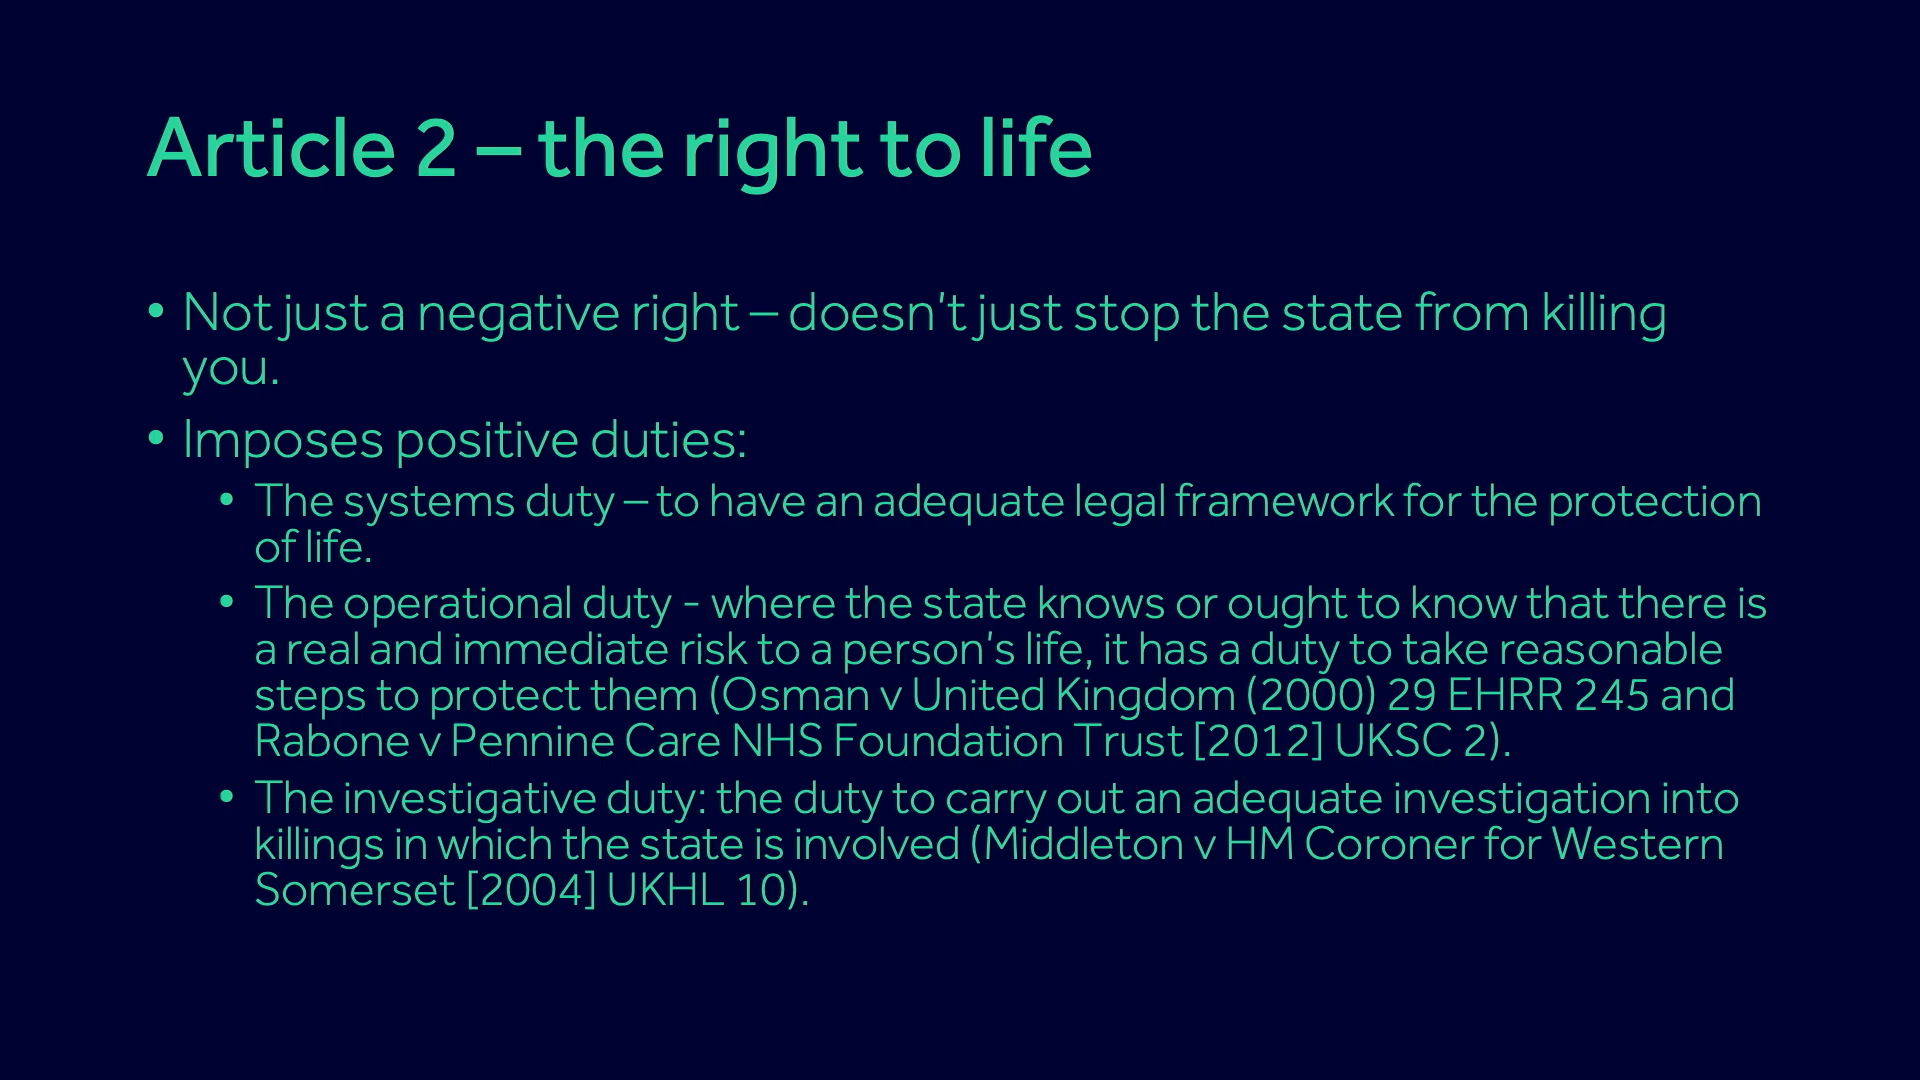 Article 2 – the right to life
• Not just a negative right – doesn’t just stop the state from killing
you.
• Imposes positive duties:
• The systems duty – to have an adequate legal framework for the protection
of life.
• The operational duty - where the state knows or ought to know that there is
a real and immediate risk to a person’s life, it has a duty to take reasonable
steps to protect them (Osman v United Kingdom (2000) 29 EHRR 245 and
Rabone v Pennine Care NHS Foundation Trust [2012] UKSC 2).
• The investigative duty: the duty to carry out an adequate investigation into
killings in which the state is involved (Middleton v HM Coroner for Western
Somerset [2004] UKHL 10).